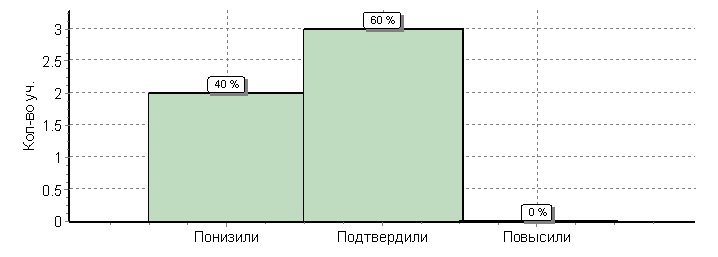 Кол-во уч.
3
2.5
2
1.5
1
0.5
0
40 %
60 %
0 %
Понизили
Подтвердили
Повысили